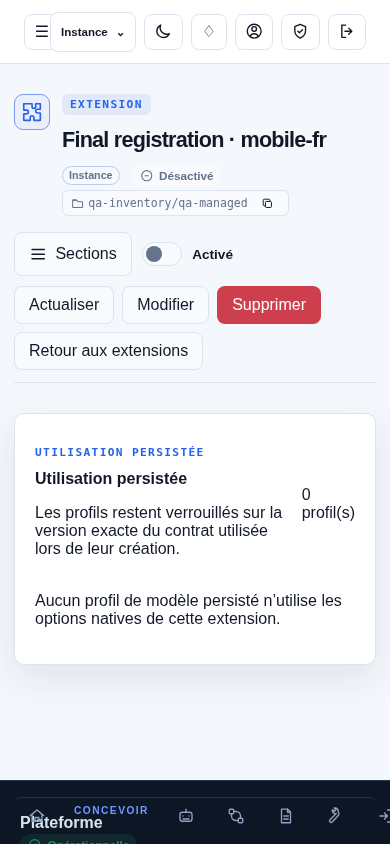 Instance
EXTENSION
Final registration · mobile-fr
Instance
Désactivé
qa-inventory/qa-managed
Sections
Activé
Actualiser
Modifier
Supprimer
Retour aux extensions
UTILISATION PERSISTÉE
Utilisation persistée
Les profils restent verrouillés sur la
version exacte du contrat utilisée
lors de leur création.
0
profil(s)
Aucun profil de modèle persisté n’utilise les
options natives de cette extension.
CONCEVOIR
Plateforme
Opérationnelle